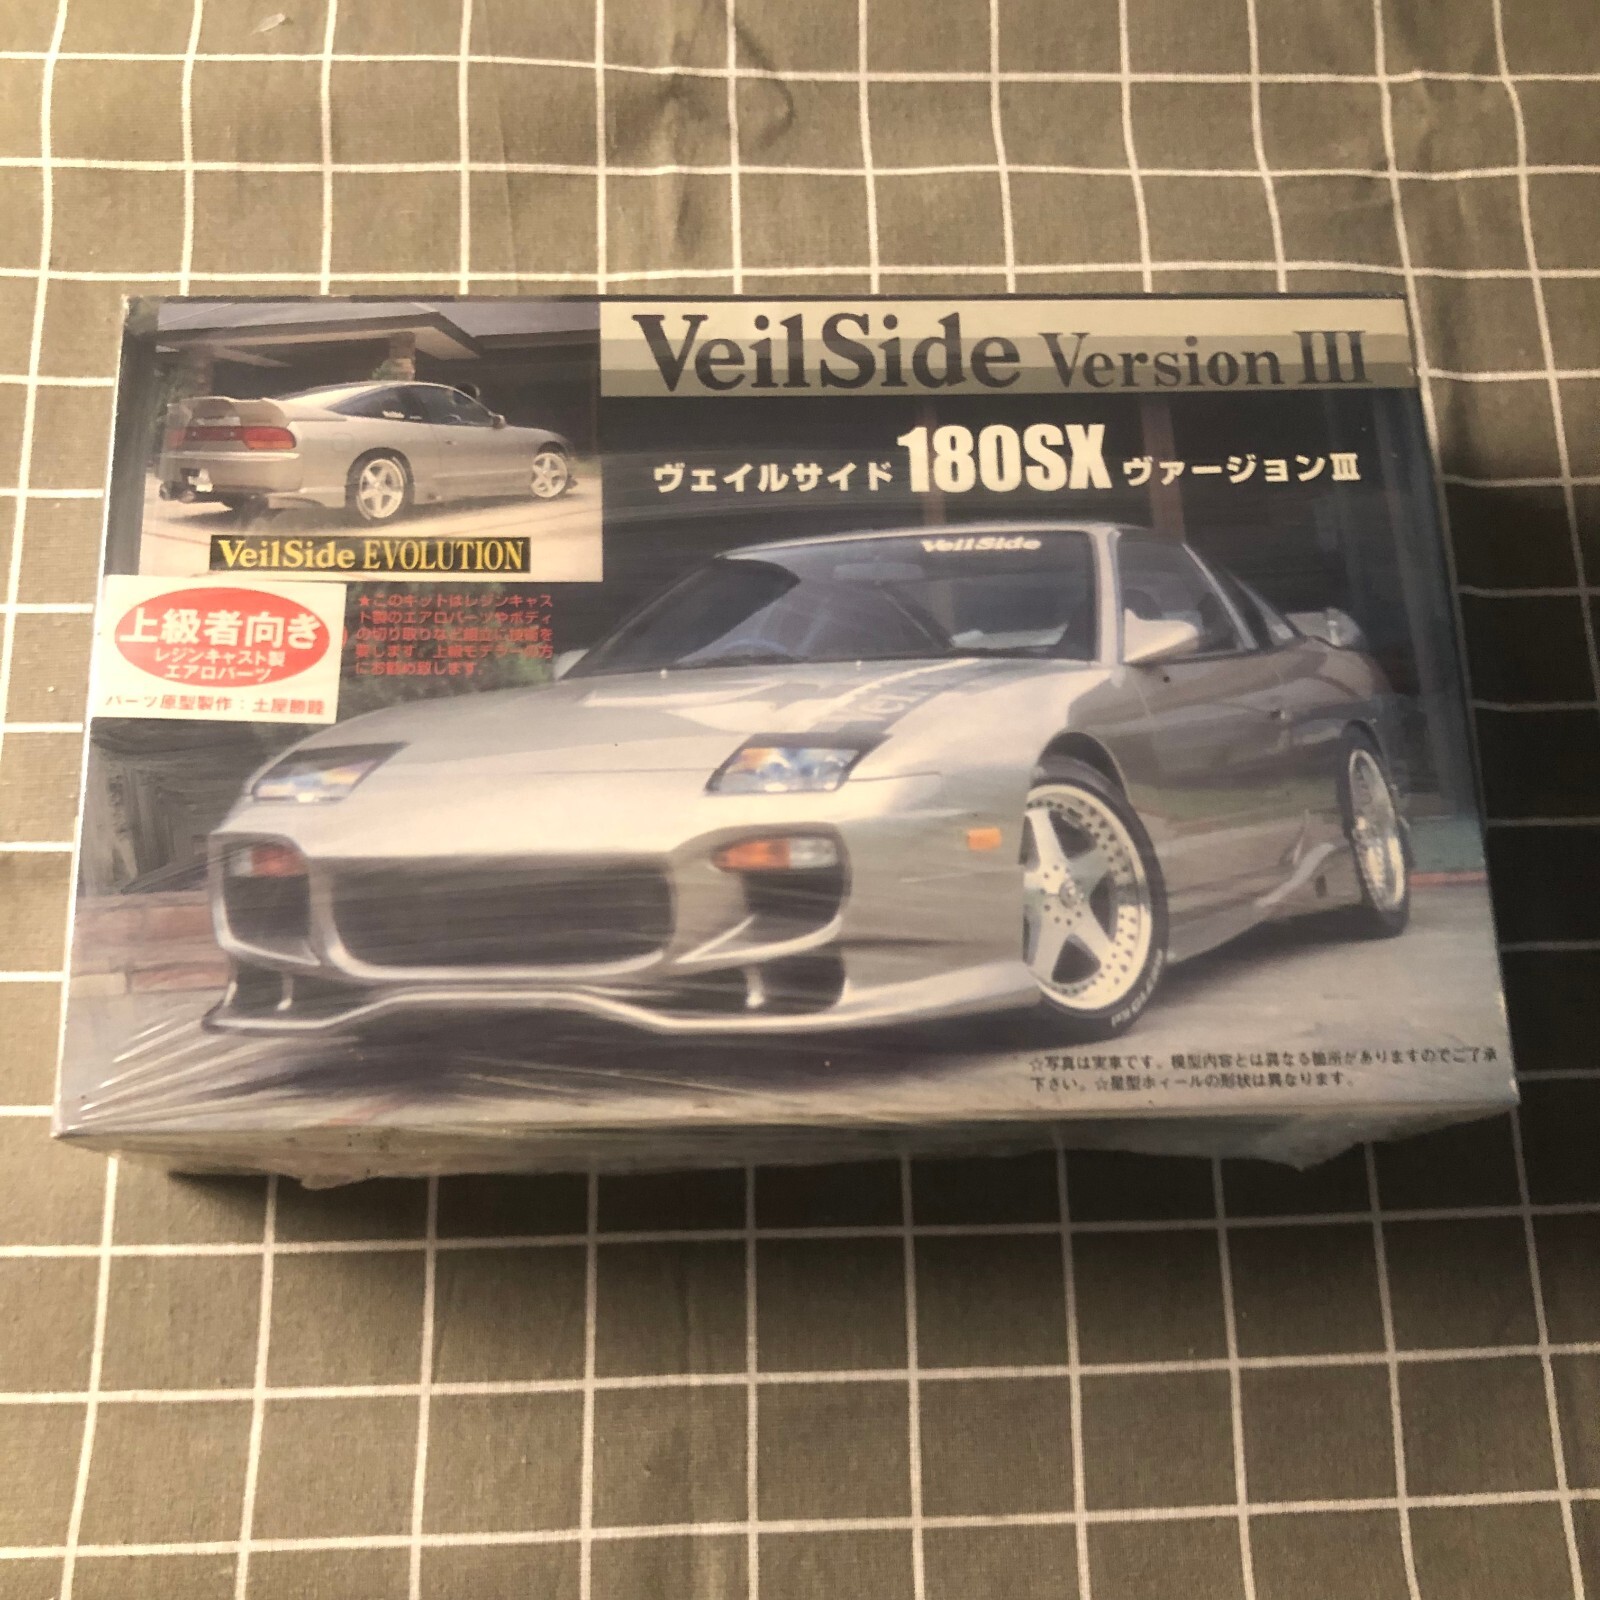 VeilSide Version III
ヴェイルサイド 180SX ヴァージョンⅢ
VeilSide EVOLUTION
上級者向き
レジンキャスト製
エアロパーツ
パーツ原型製作：土屋勝睦
★このキットはレジンキャス
ト製のエアロパーツやボディ
の切り取りなど組立に技術を
要します。上級モデラーの方
にお勧め致します。
VeilSide
☆写真は実車です。模型内容とは異なる箇所がありますのでご了承
下さい。☆星型ホィールの形状は異なります。